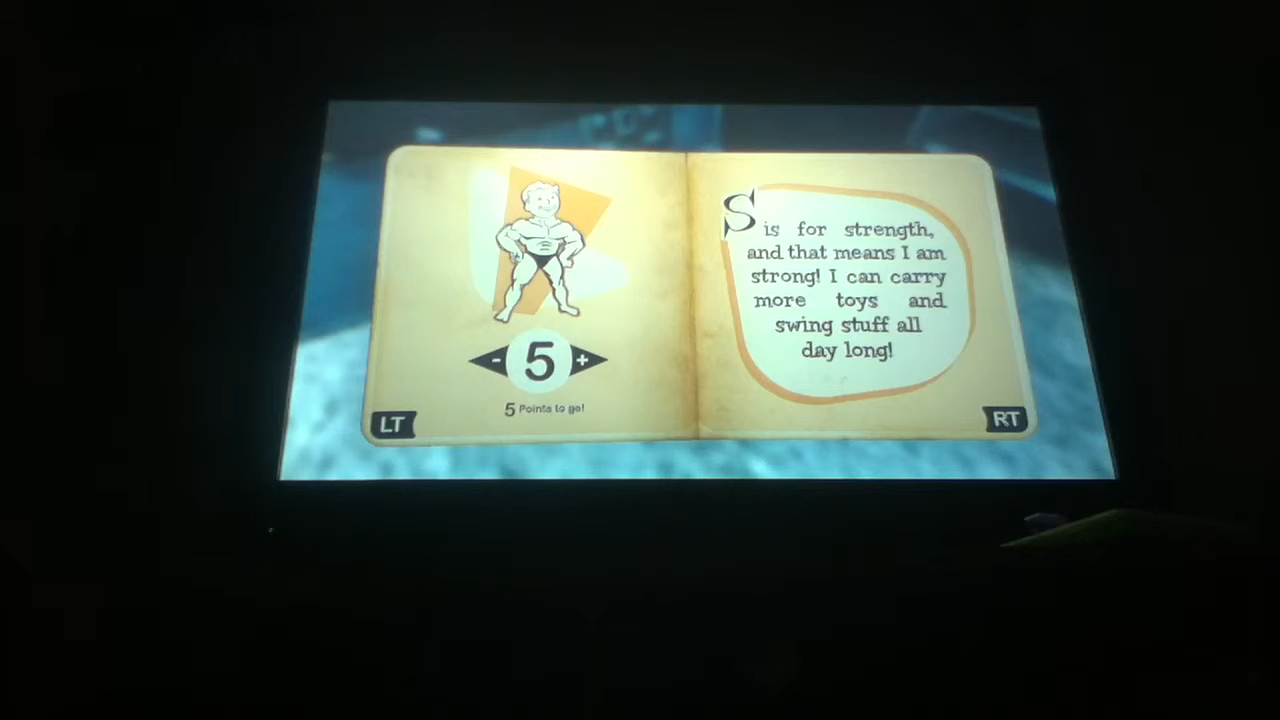 - 5 +
5 Points to go!
LT
S is for strength,
and that means I am
strong! I can carry
more toys and
swing stuff all
day long!
RT